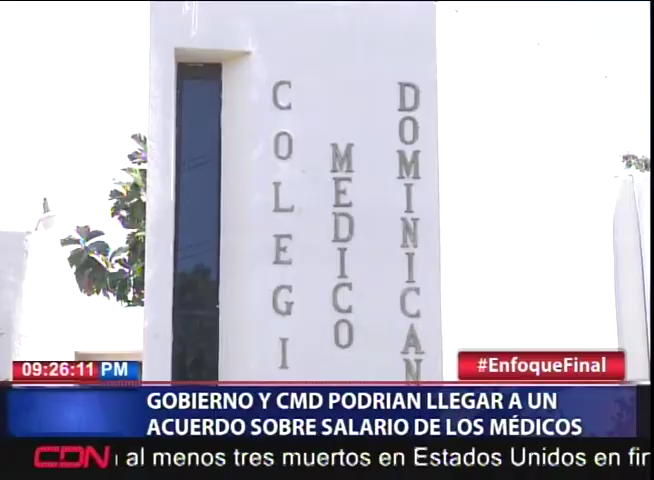 COLEGI
MEDICO
DOMINICAN
#EnfoqueFinal
09:26:11 PM
GOBIERNO Y CMD PODRIAN LLEGAR A UN
ACUERDO SOBRE SALARIO DE LOS MÉDICOS
CDN
al menos tres muertos en Estados Unidos en fir